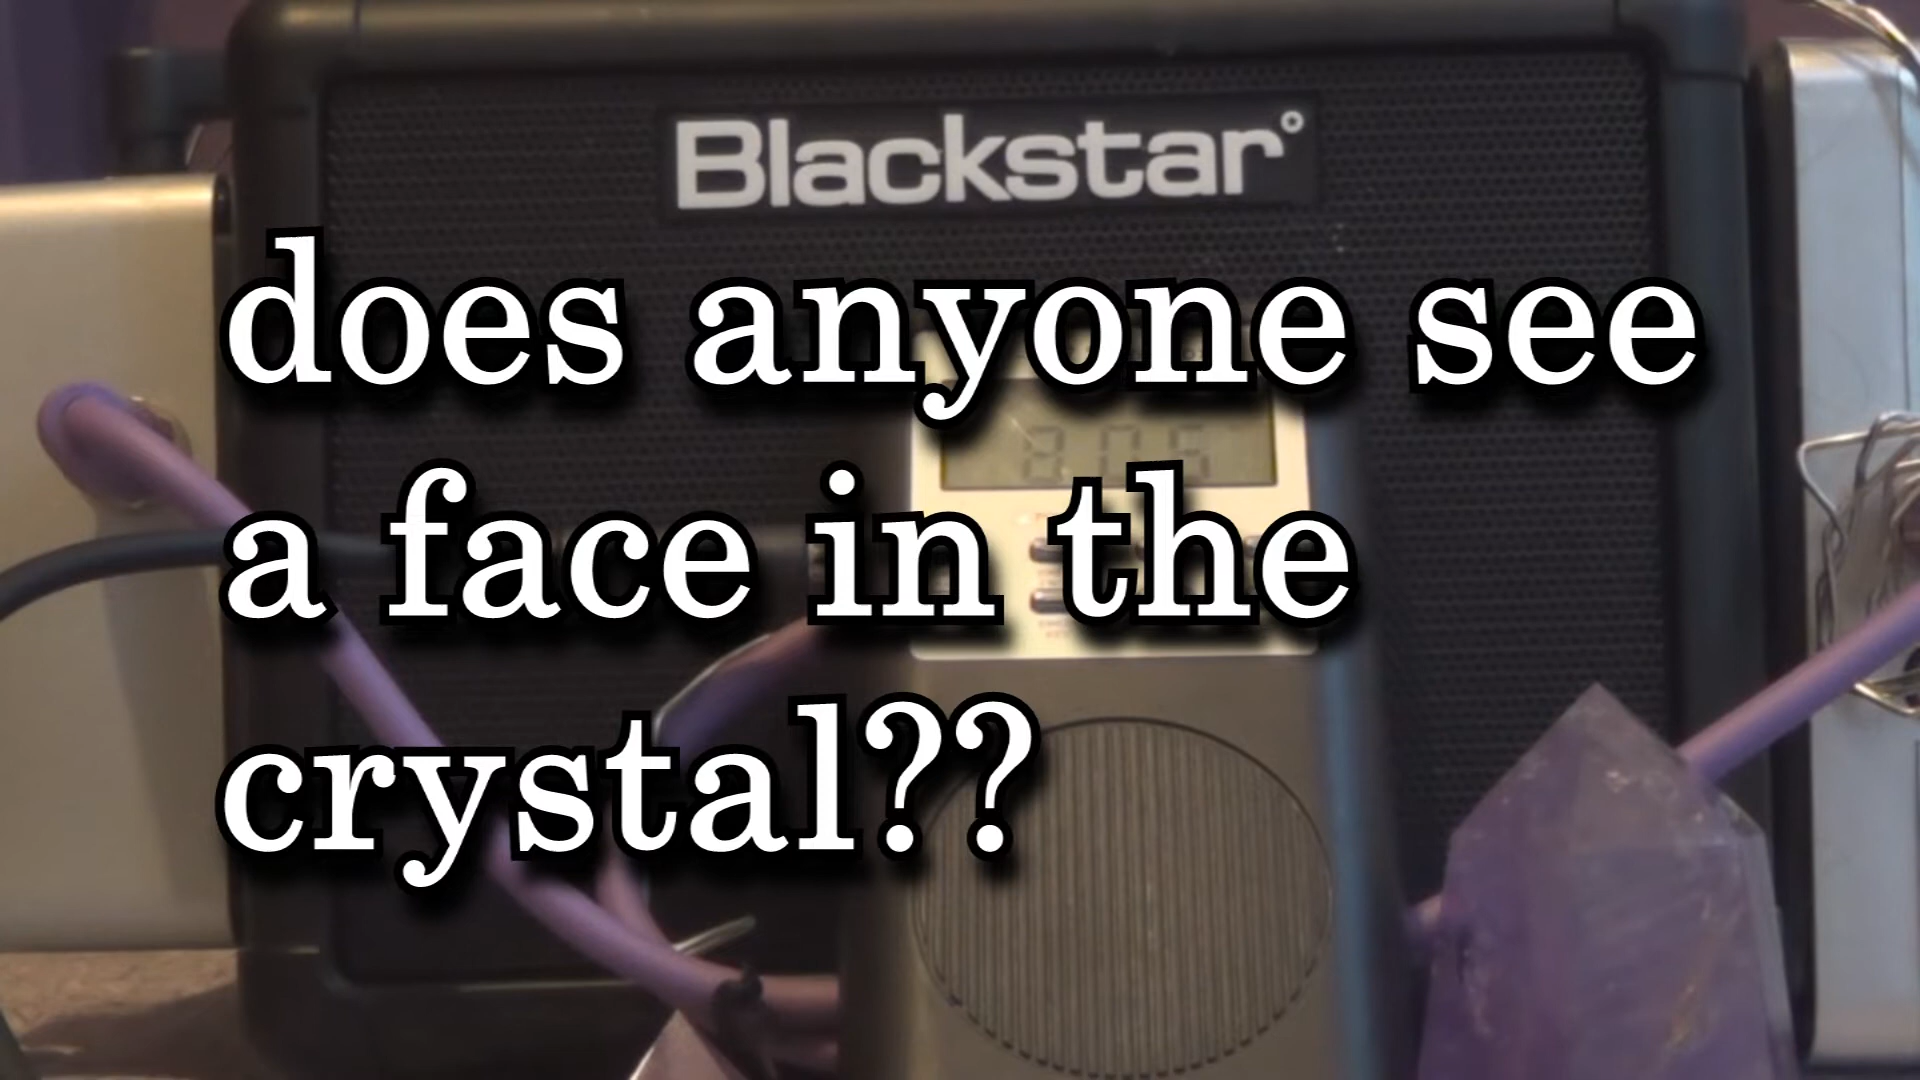 Blackstar
does anyone see
a face in the
crystal??